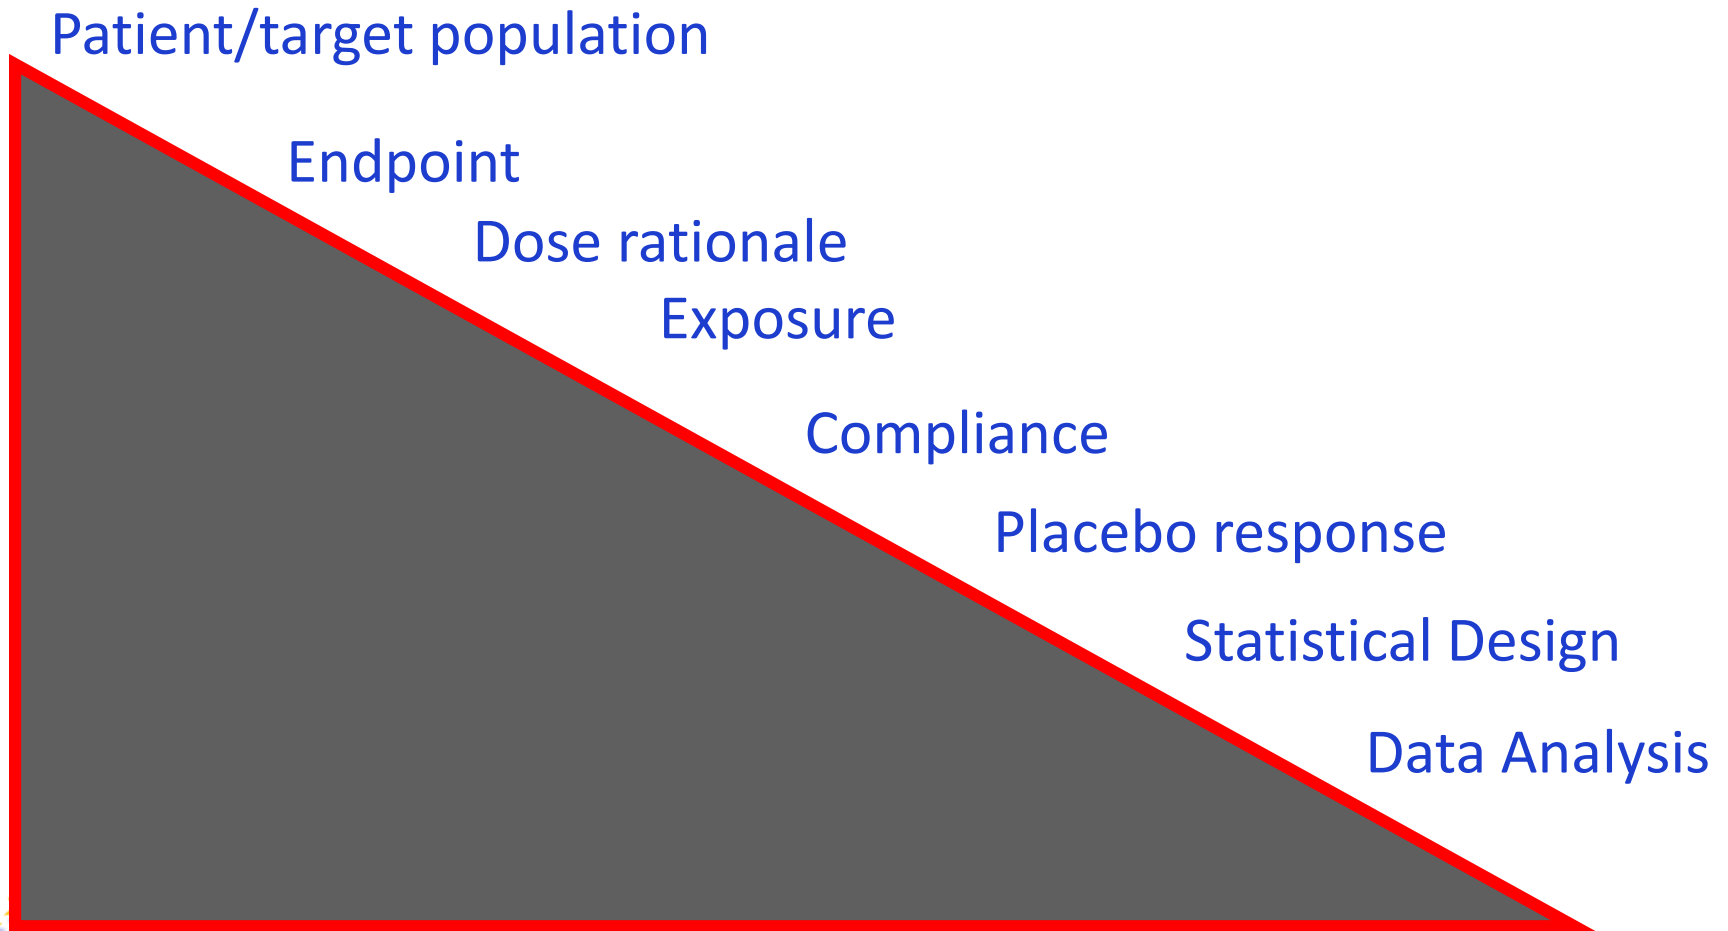 Patient/target population
Endpoint
Dose rationale
Exposure
Compliance
Placebo response
Statistical Design
Data Analysis